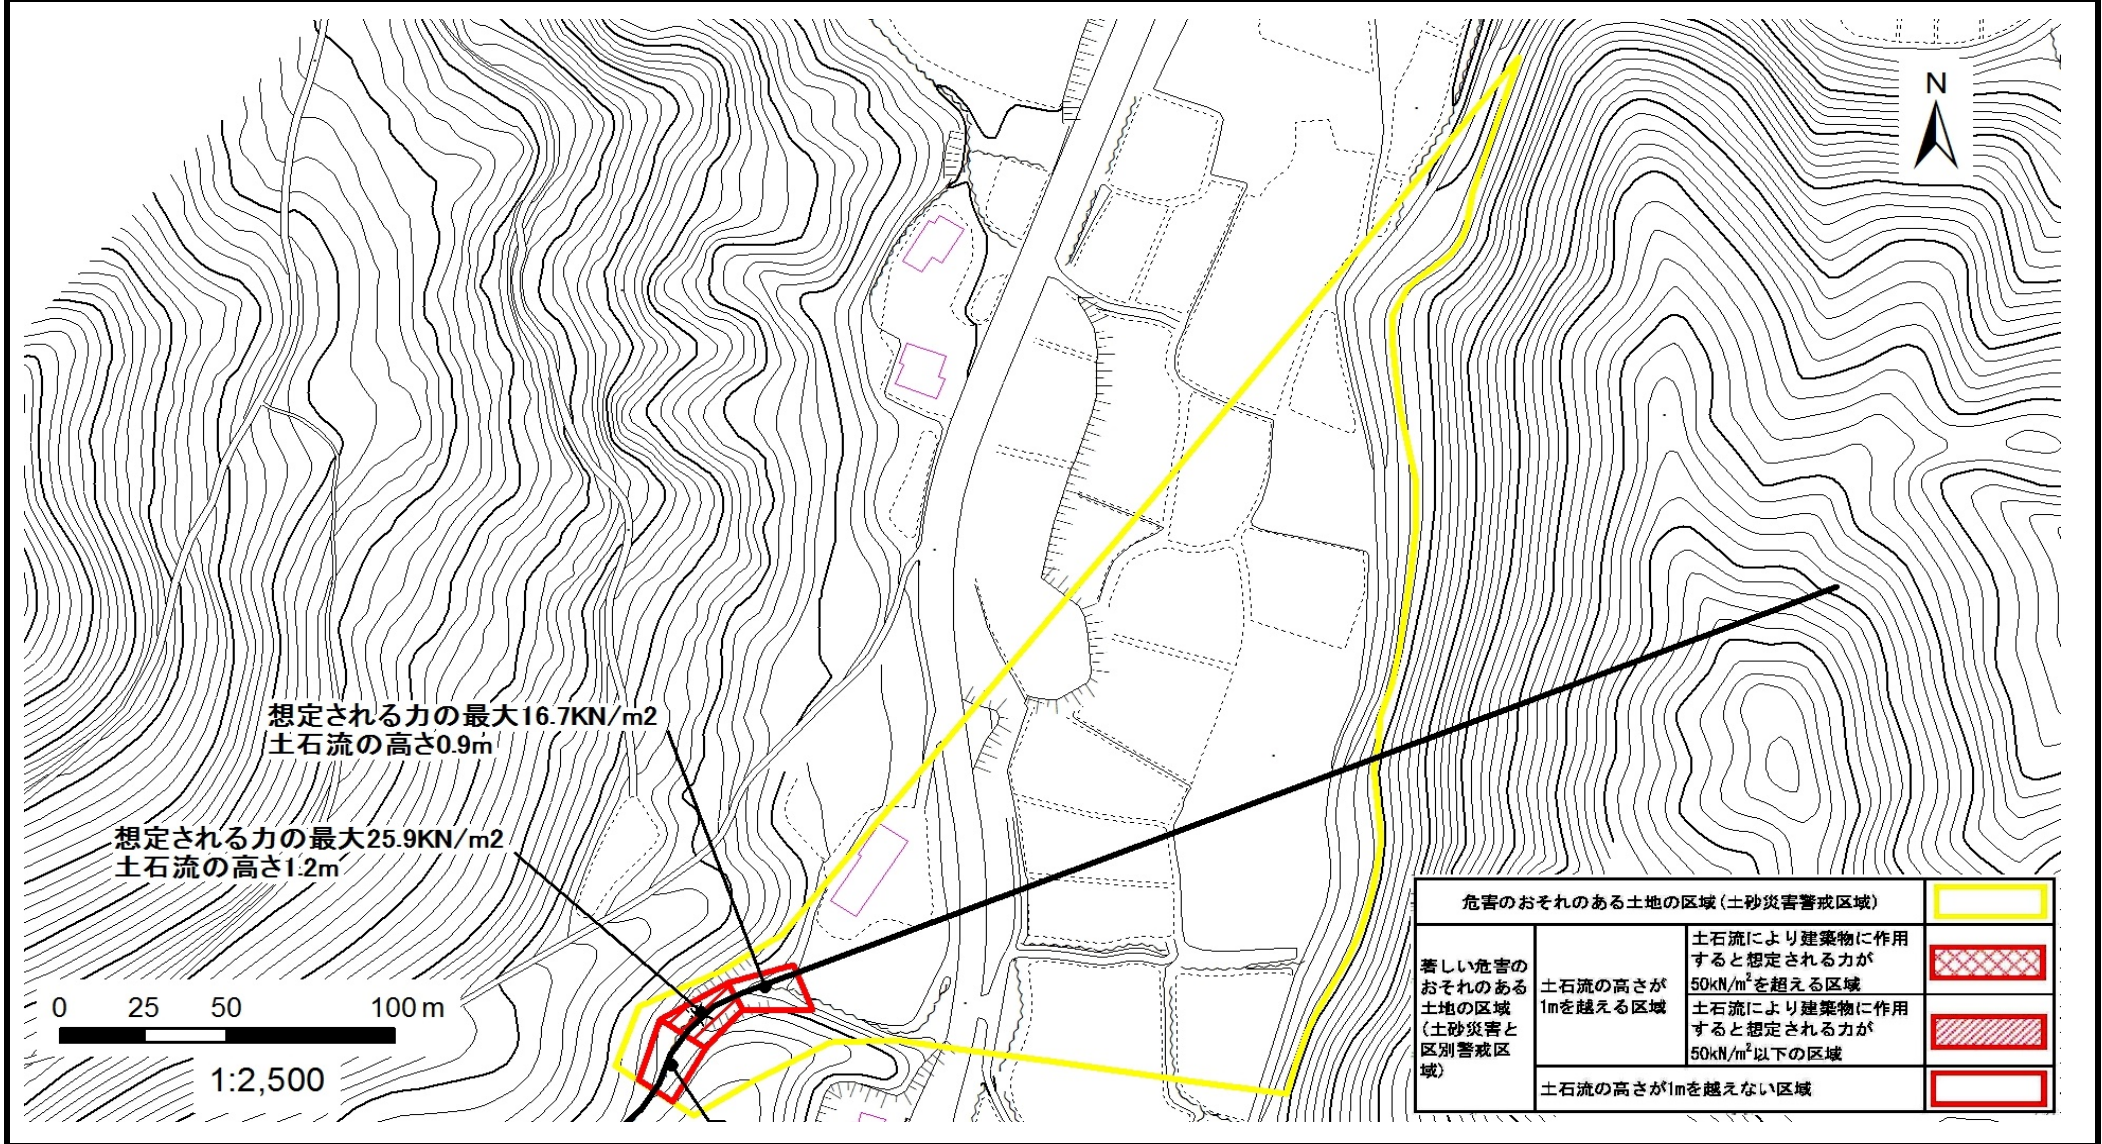 N
想定される力の最大16.7KN/m2
土石流の高さ0.9m
想定される力の最大25.9KN/m2
土石流の高さ1.2m
0 25 50 100 m
1:2,500
危害のおそれのある土地の区域(土砂災害警戒区域)
著しい危害の
おそれのある
土地の区域
(土砂災害と
区別警戒区
域)
土石流の高さが
1mを越える区域
土石流により建築物に作用
すると想定される力が
50kN/m²を超える区域
土石流により建築物に作用
すると想定される力が
50kN/m²以下の区域
土石流の高さが1mを越えない区域